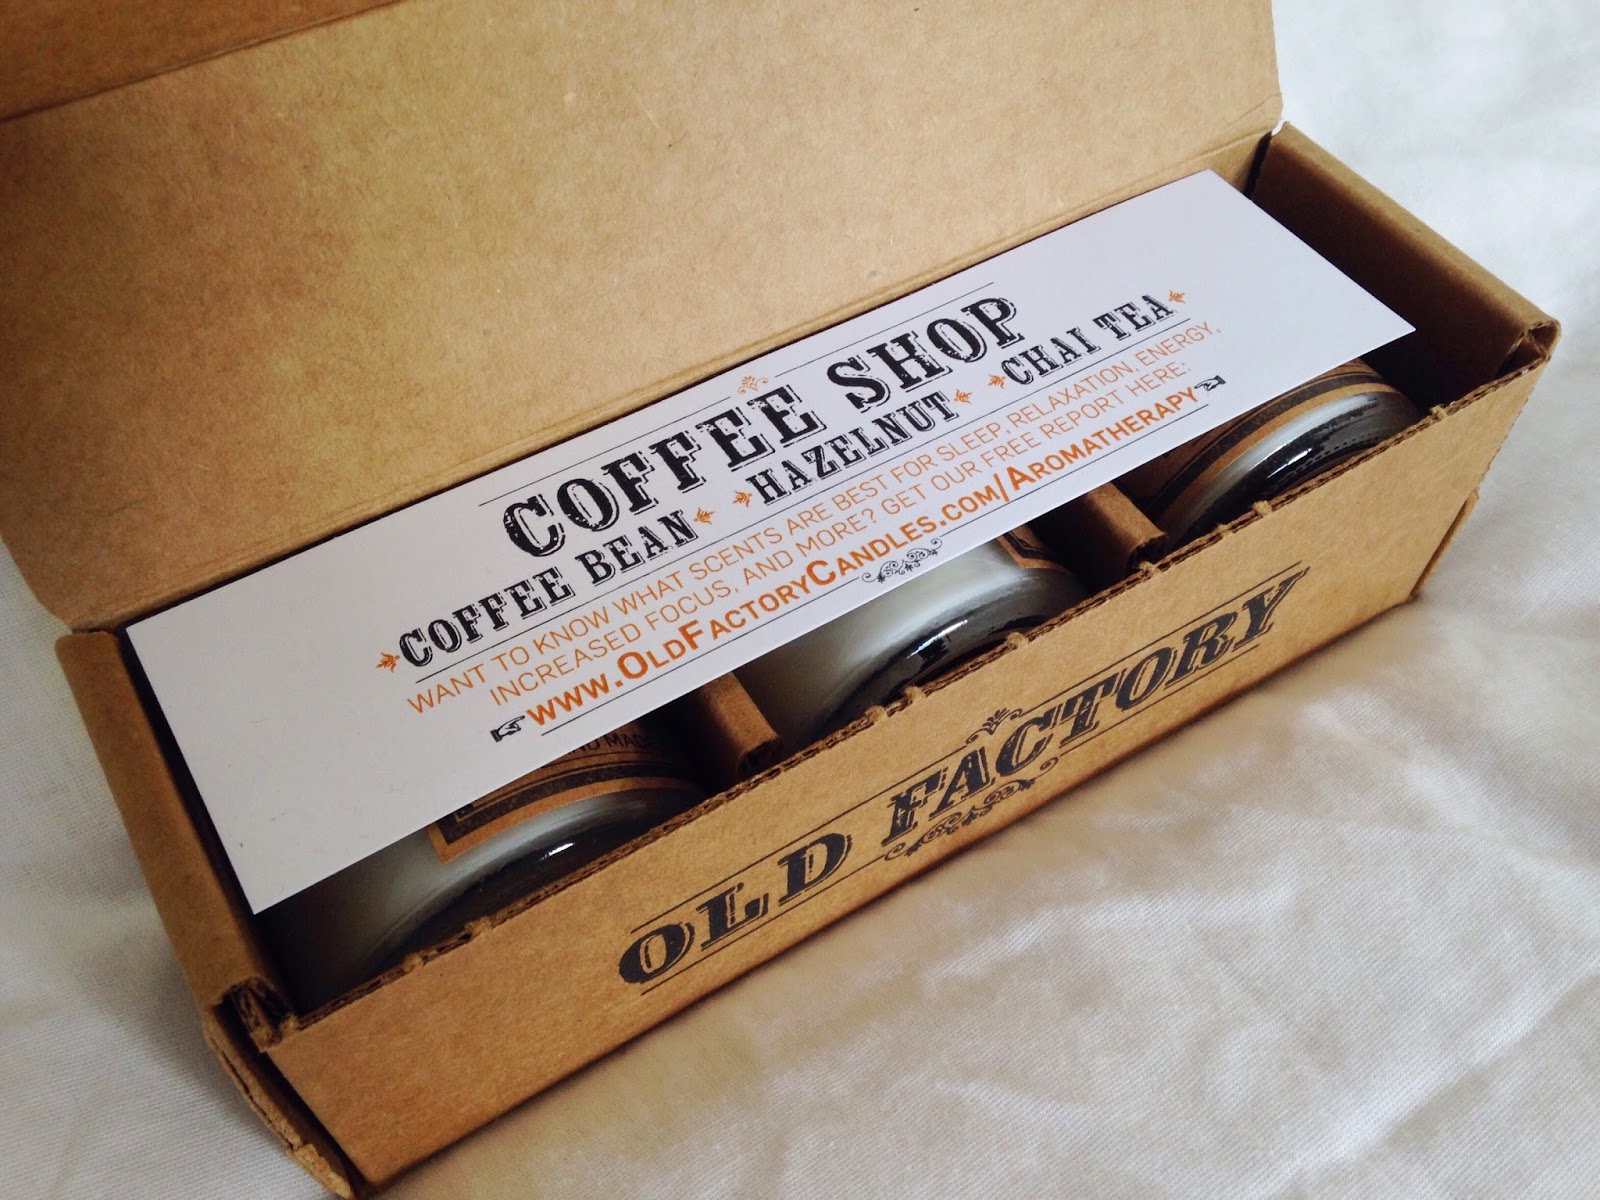 COFFEE SHOP
COFFEE BEAN HAZELNUT CHAI TEA
WANT TO KNOW WHAT SCENTS ARE BEST FOR SLEEP, RELAXATION, ENERGY,
INCREASED FOCUS, AND MORE? GET OUR FREE REPORT HERE:
www.OldFactoryCandles.com/Aromatherapy
OLD FACTORY